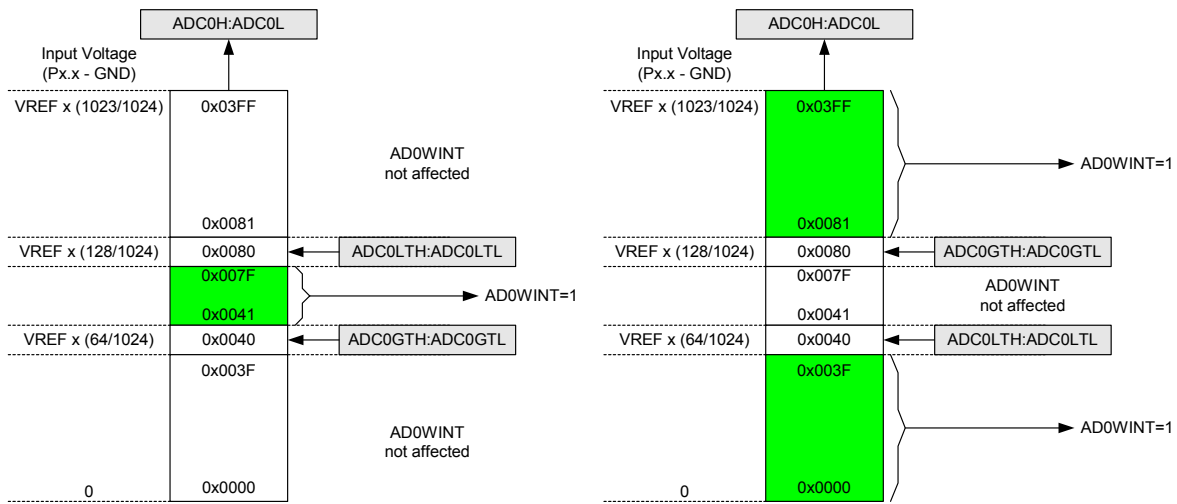 ADC0H:ADC0L
Input Voltage
(Px.x - GND)
VREF x (1023/1024)
0x03FF
AD0WINT
not affected
0x0081
VREF x (128/1024)
0x0080
ADC0LTH:ADC0LTL
0x007F
AD0WINT=1
0x0041
VREF x (64/1024)
0x0040
ADC0GTH:ADC0GTL
0x003F
AD0WINT
not affected
0
0x0000
ADC0H:ADC0L
Input Voltage
(Px.x - GND)
VREF x (1023/1024)
0x03FF
AD0WINT=1
0x0081
VREF x (128/1024)
0x0080
ADC0GTH:ADC0GTL
0x007F
AD0WINT
not affected
0x0041
VREF x (64/1024)
0x0040
ADC0LTH:ADC0LTL
0x003F
AD0WINT=1
0
0x0000